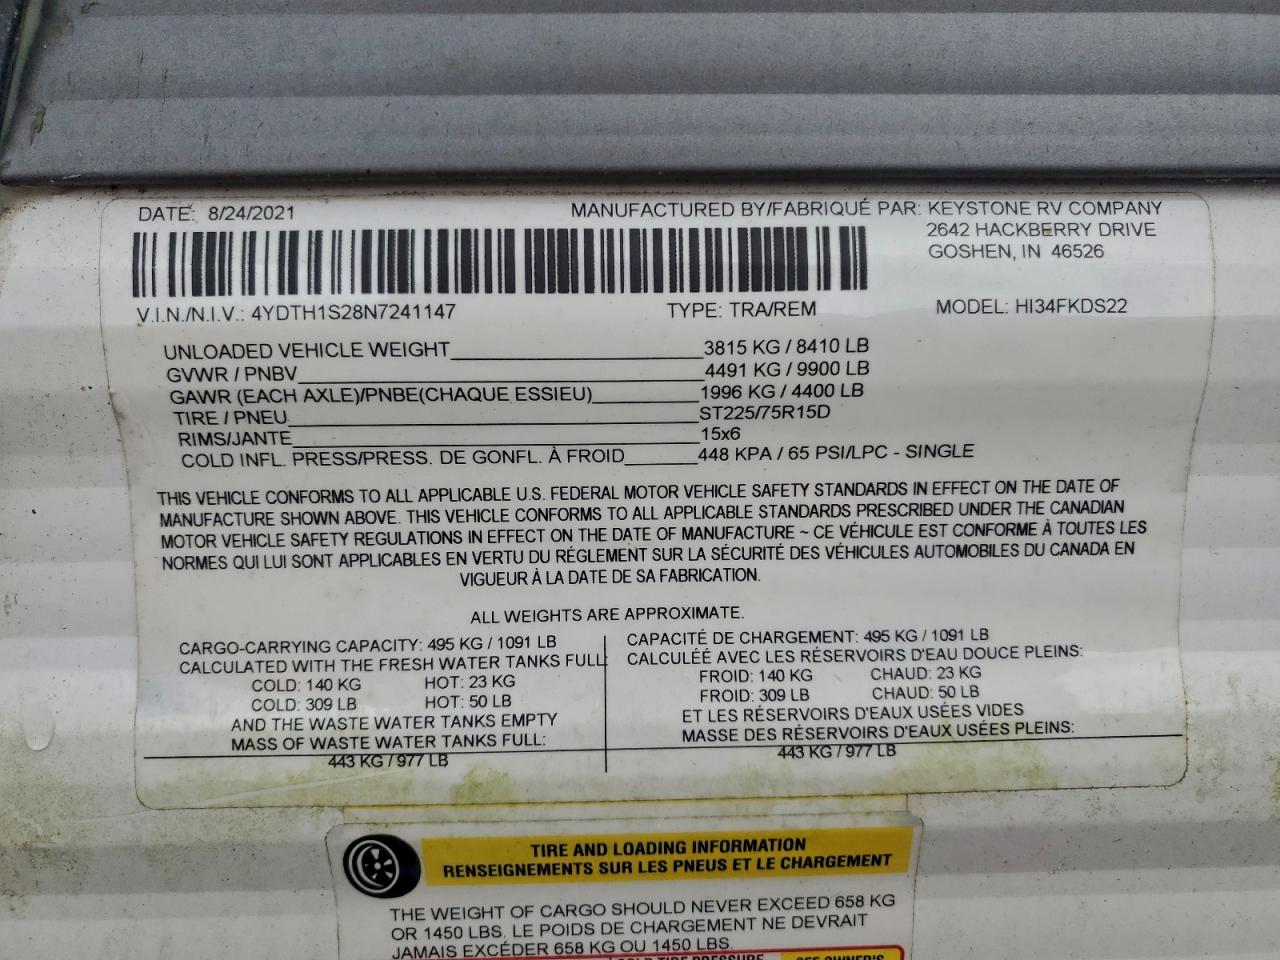 DATE: 8/24/2021
MANUFACTURED BY/FABRIQUÉ PAR: KEYSTONE RV COMPANY
2642 HACKBERRY DRIVE
GOSHEN, IN 46526
V.I.N./N.I.V.: 4YDTH1S28N7241147 TYPE: TRA/REM MODEL: HI34FKDS22
UNLOADED VEHICLE WEIGHT 3815 KG / 8410 LB
GVWR / PNBV 4491 KG / 9900 LB
GAWR (EACH AXLE)/PNBE(CHAQUE ESSIEU) 1996 KG / 4400 LB
TIRE / PNEU ST225/75R15D
RIMS/JANTE 15x6
COLD INFL. PRESS/PRESS. DE GONFL. À FROID 448 KPA / 65 PSI/LPC - SINGLE
THIS VEHICLE CONFORMS TO ALL APPLICABLE U.S. FEDERAL MOTOR VEHICLE SAFETY STANDARDS IN EFFECT ON THE DATE OF
MANUFACTURE SHOWN ABOVE. THIS VEHICLE CONFORMS TO ALL APPLICABLE STANDARDS PRESCRIBED UNDER THE CANADIAN
MOTOR VEHICLE SAFETY REGULATIONS IN EFFECT ON THE DATE OF MANUFACTURE ~ CE VÉHICULE EST CONFORME À TOUTES LES
NORMES QUI LUI SONT APPLICABLES EN VERTU DU RÉGLEMENT SUR LA SÉCURITÉ DES VÉHICULES AUTOMOBILES DU CANADA EN
VIGUEUR À LA DATE DE SA FABRICATION.
ALL WEIGHTS ARE APPROXIMATE.
CARGO-CARRYING CAPACITY: 495 KG / 1091 LB
CALCULATED WITH THE FRESH WATER TANKS FULL
COLD: 140 KG HOT: 23 KG
COLD: 309 LB HOT: 50 LB
AND THE WASTE WATER TANKS EMPTY
MASS OF WASTE WATER TANKS FULL:
443 KG / 977 LB
CAPACITÉ DE CHARGEMENT: 495 KG / 1091 LB
CALCULÉE AVEC LES RÉSERVOIRS D'EAU DOUCE PLEINS:
FROID: 140 KG CHAUD: 23 KG
FROID: 309 LB CHAUD: 50 LB
ET LES RÉSERVOIRS D'EAUX USÉES VIDES
MASSE DES RÉSERVOIRS D'EAUX USÉES PLEINS:
443 KG / 977 LB
TIRE AND LOADING INFORMATION
RENSEIGNEMENTS SUR LES PNEUS ET LE CHARGEMENT
THE WEIGHT OF CARGO SHOULD NEVER EXCEED 658 KG
OR 1450 LBS. LE POIDS DE CHARGEMENT NE DEVRAIT
JAMAIS EXCÉDER 658 KG OU 1450 LBS.
COLD TIRE PRESSURE SEE OWNER'S